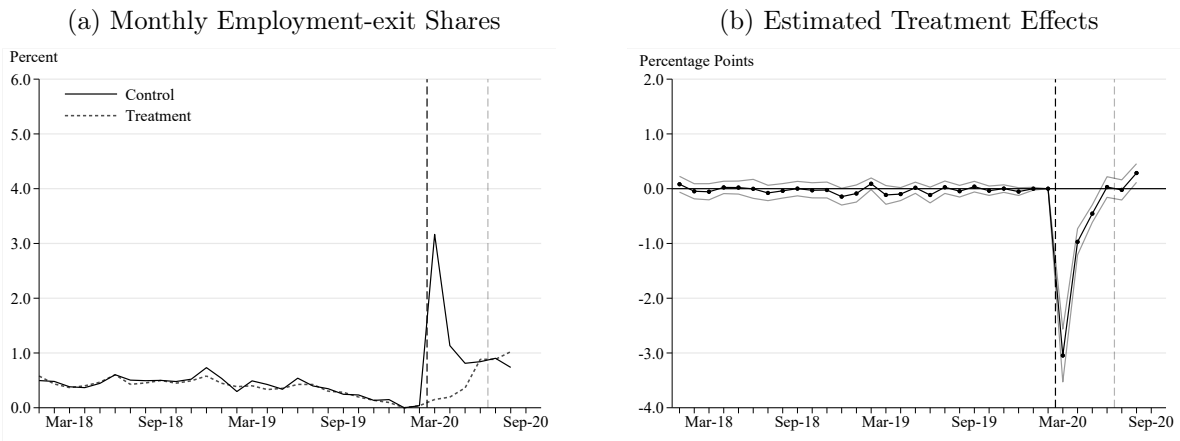 (a) Monthly Employment-exit Shares
Percent
6.0
5.0
4.0
3.0
2.0
1.0
0.0
Control
Treatment
Mar-18 Sep-18 Mar-19 Sep-19 Mar-20 Sep-20
(b) Estimated Treatment Effects
Percentage Points
2.0
1.0
0.0
-1.0
-2.0
-3.0
-4.0
Mar-18 Sep-18 Mar-19 Sep-19 Mar-20 Sep-20